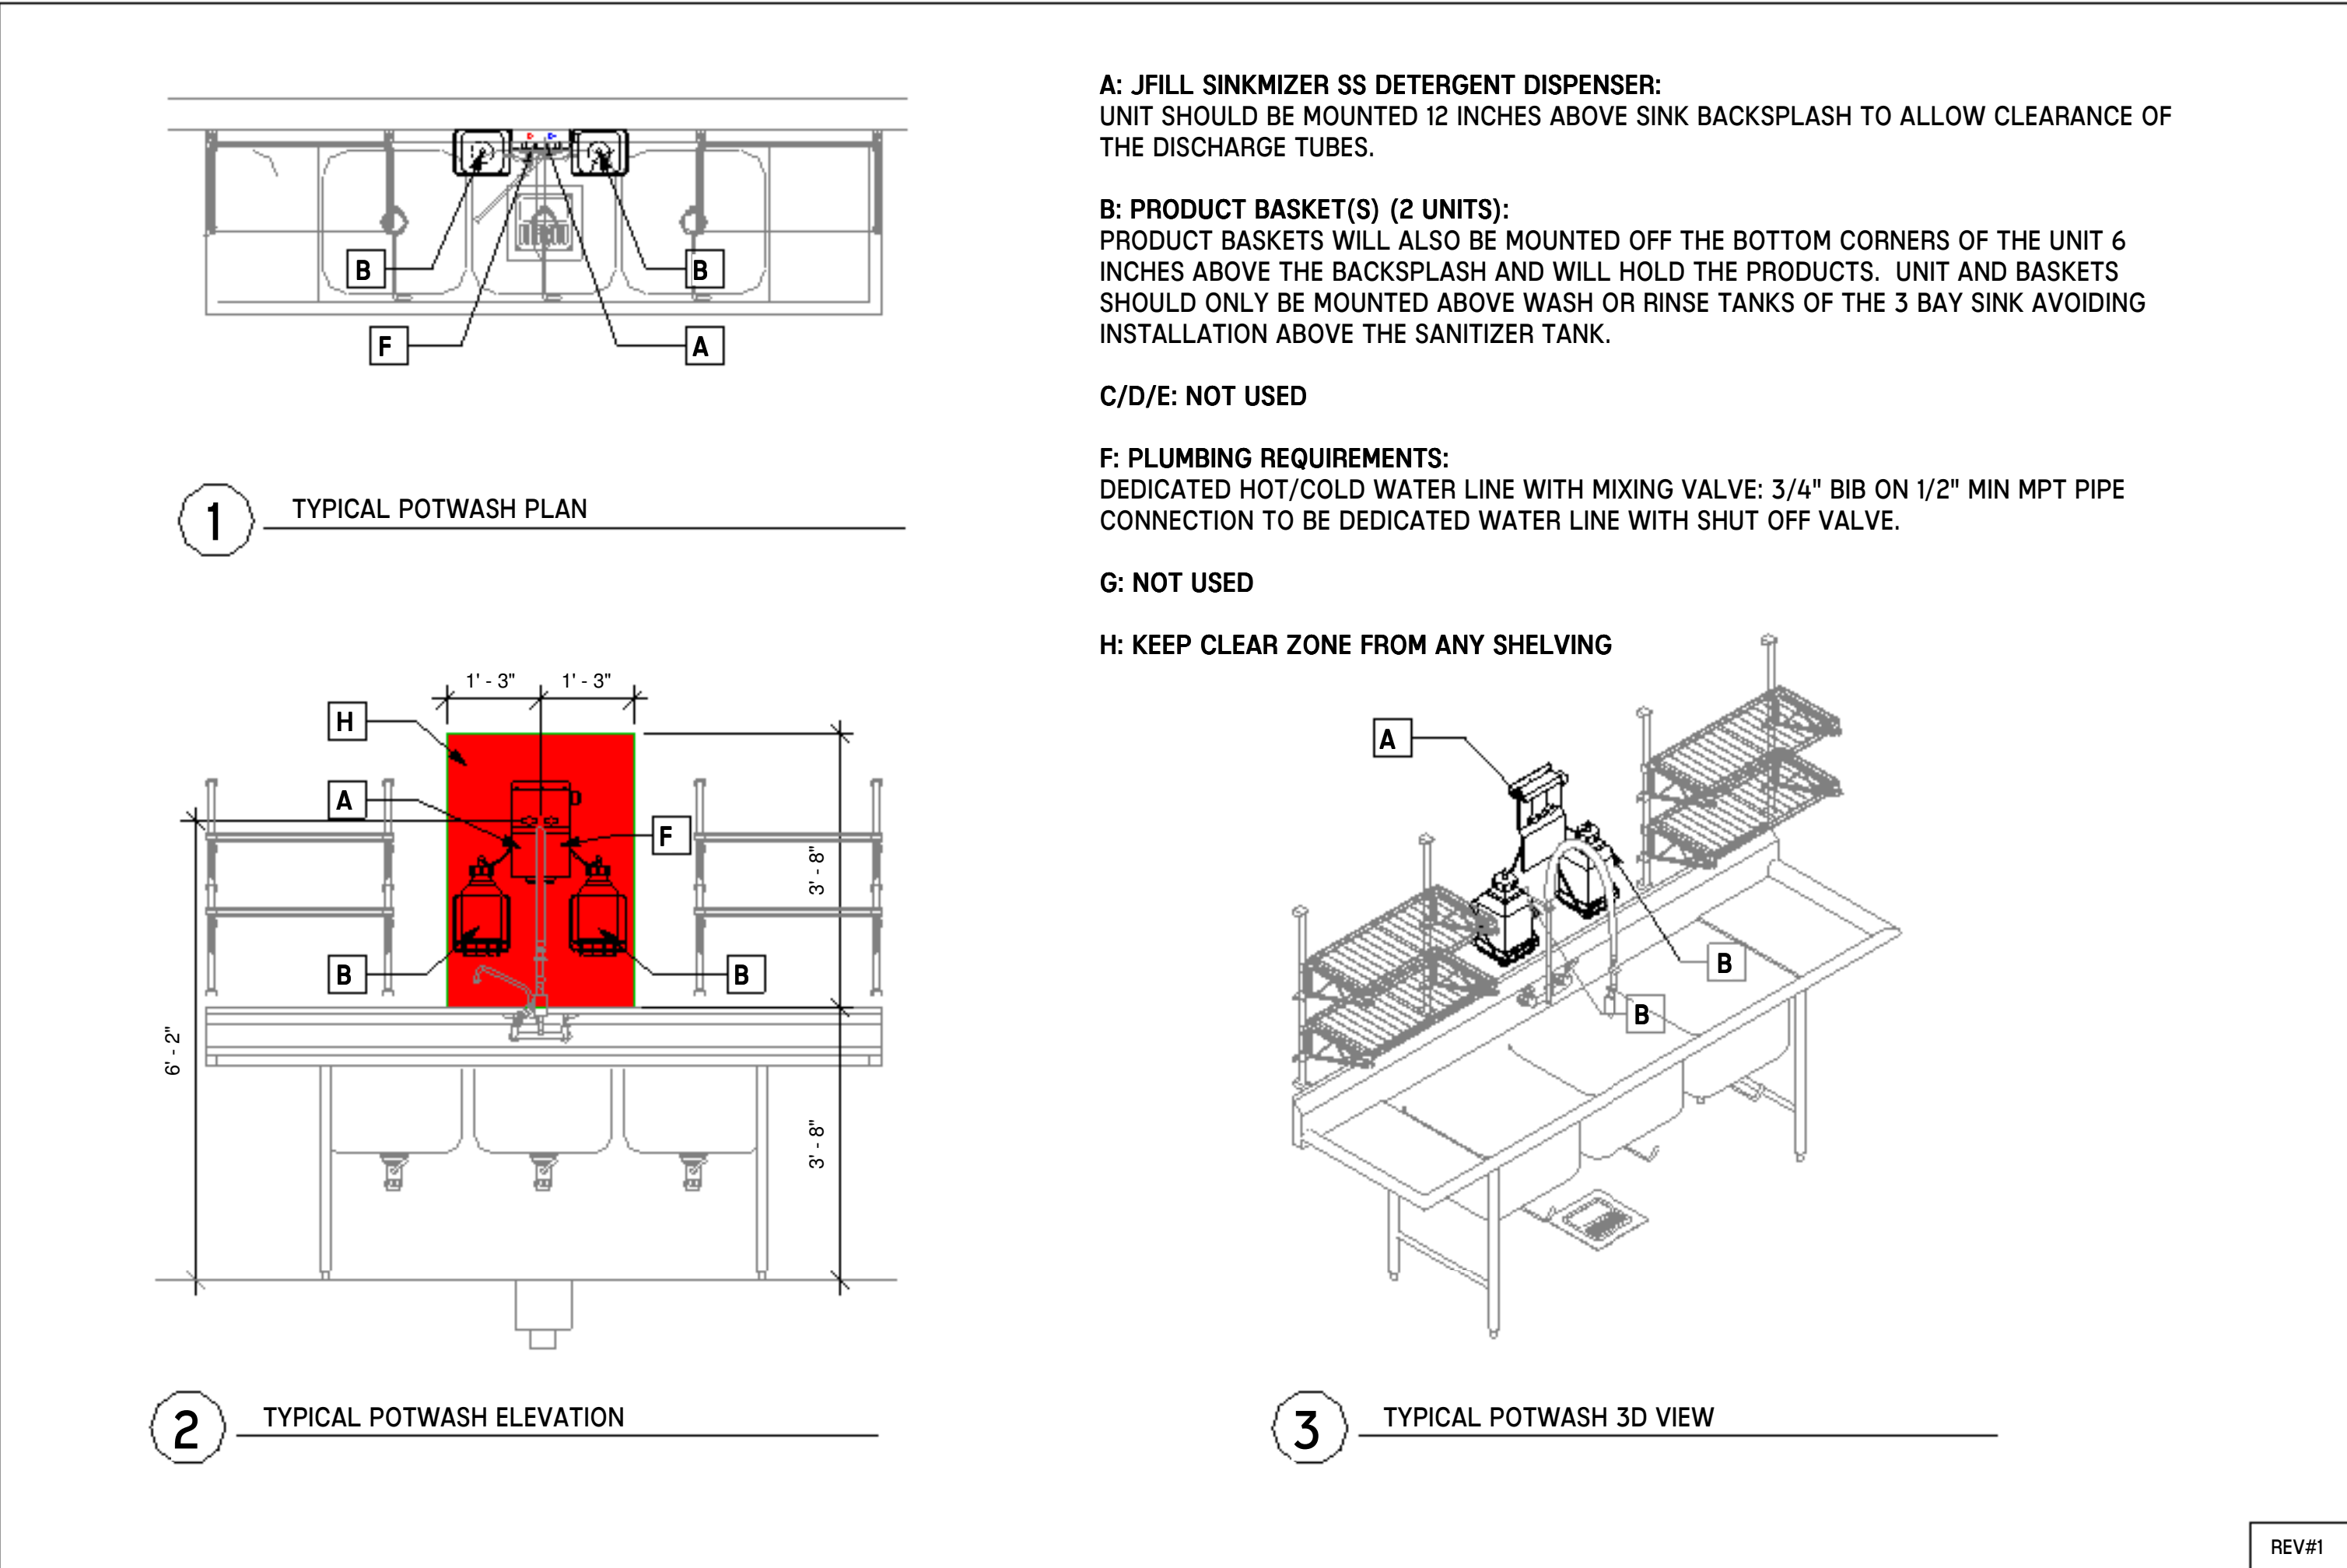 B
B
F
A
1
TYPICAL POTWASH PLAN
A: JFILL SINKMIZER SS DETERGENT DISPENSER:
UNIT SHOULD BE MOUNTED 12 INCHES ABOVE SINK BACKSPLASH TO ALLOW CLEARANCE OF
THE DISCHARGE TUBES.
B: PRODUCT BASKET(S) (2 UNITS):
PRODUCT BASKETS WILL ALSO BE MOUNTED OFF THE BOTTOM CORNERS OF THE UNIT 6
INCHES ABOVE THE BACKSPLASH AND WILL HOLD THE PRODUCTS.  UNIT AND BASKETS
SHOULD ONLY BE MOUNTED ABOVE WASH OR RINSE TANKS OF THE 3 BAY SINK AVOIDING
INSTALLATION ABOVE THE SANITIZER TANK.
C/D/E: NOT USED
F: PLUMBING REQUIREMENTS:
DEDICATED HOT/COLD WATER LINE WITH MIXING VALVE: 3/4" BIB ON 1/2" MIN MPT PIPE
CONNECTION TO BE DEDICATED WATER LINE WITH SHUT OFF VALVE.
G: NOT USED
H: KEEP CLEAR ZONE FROM ANY SHELVING
1' - 3"
1' - 3"
H
A
F
3' - 8"
B
B
6' - 2"
3' - 8"
2
TYPICAL POTWASH ELEVATION
A
B
B
3
TYPICAL POTWASH 3D VIEW
REV#1